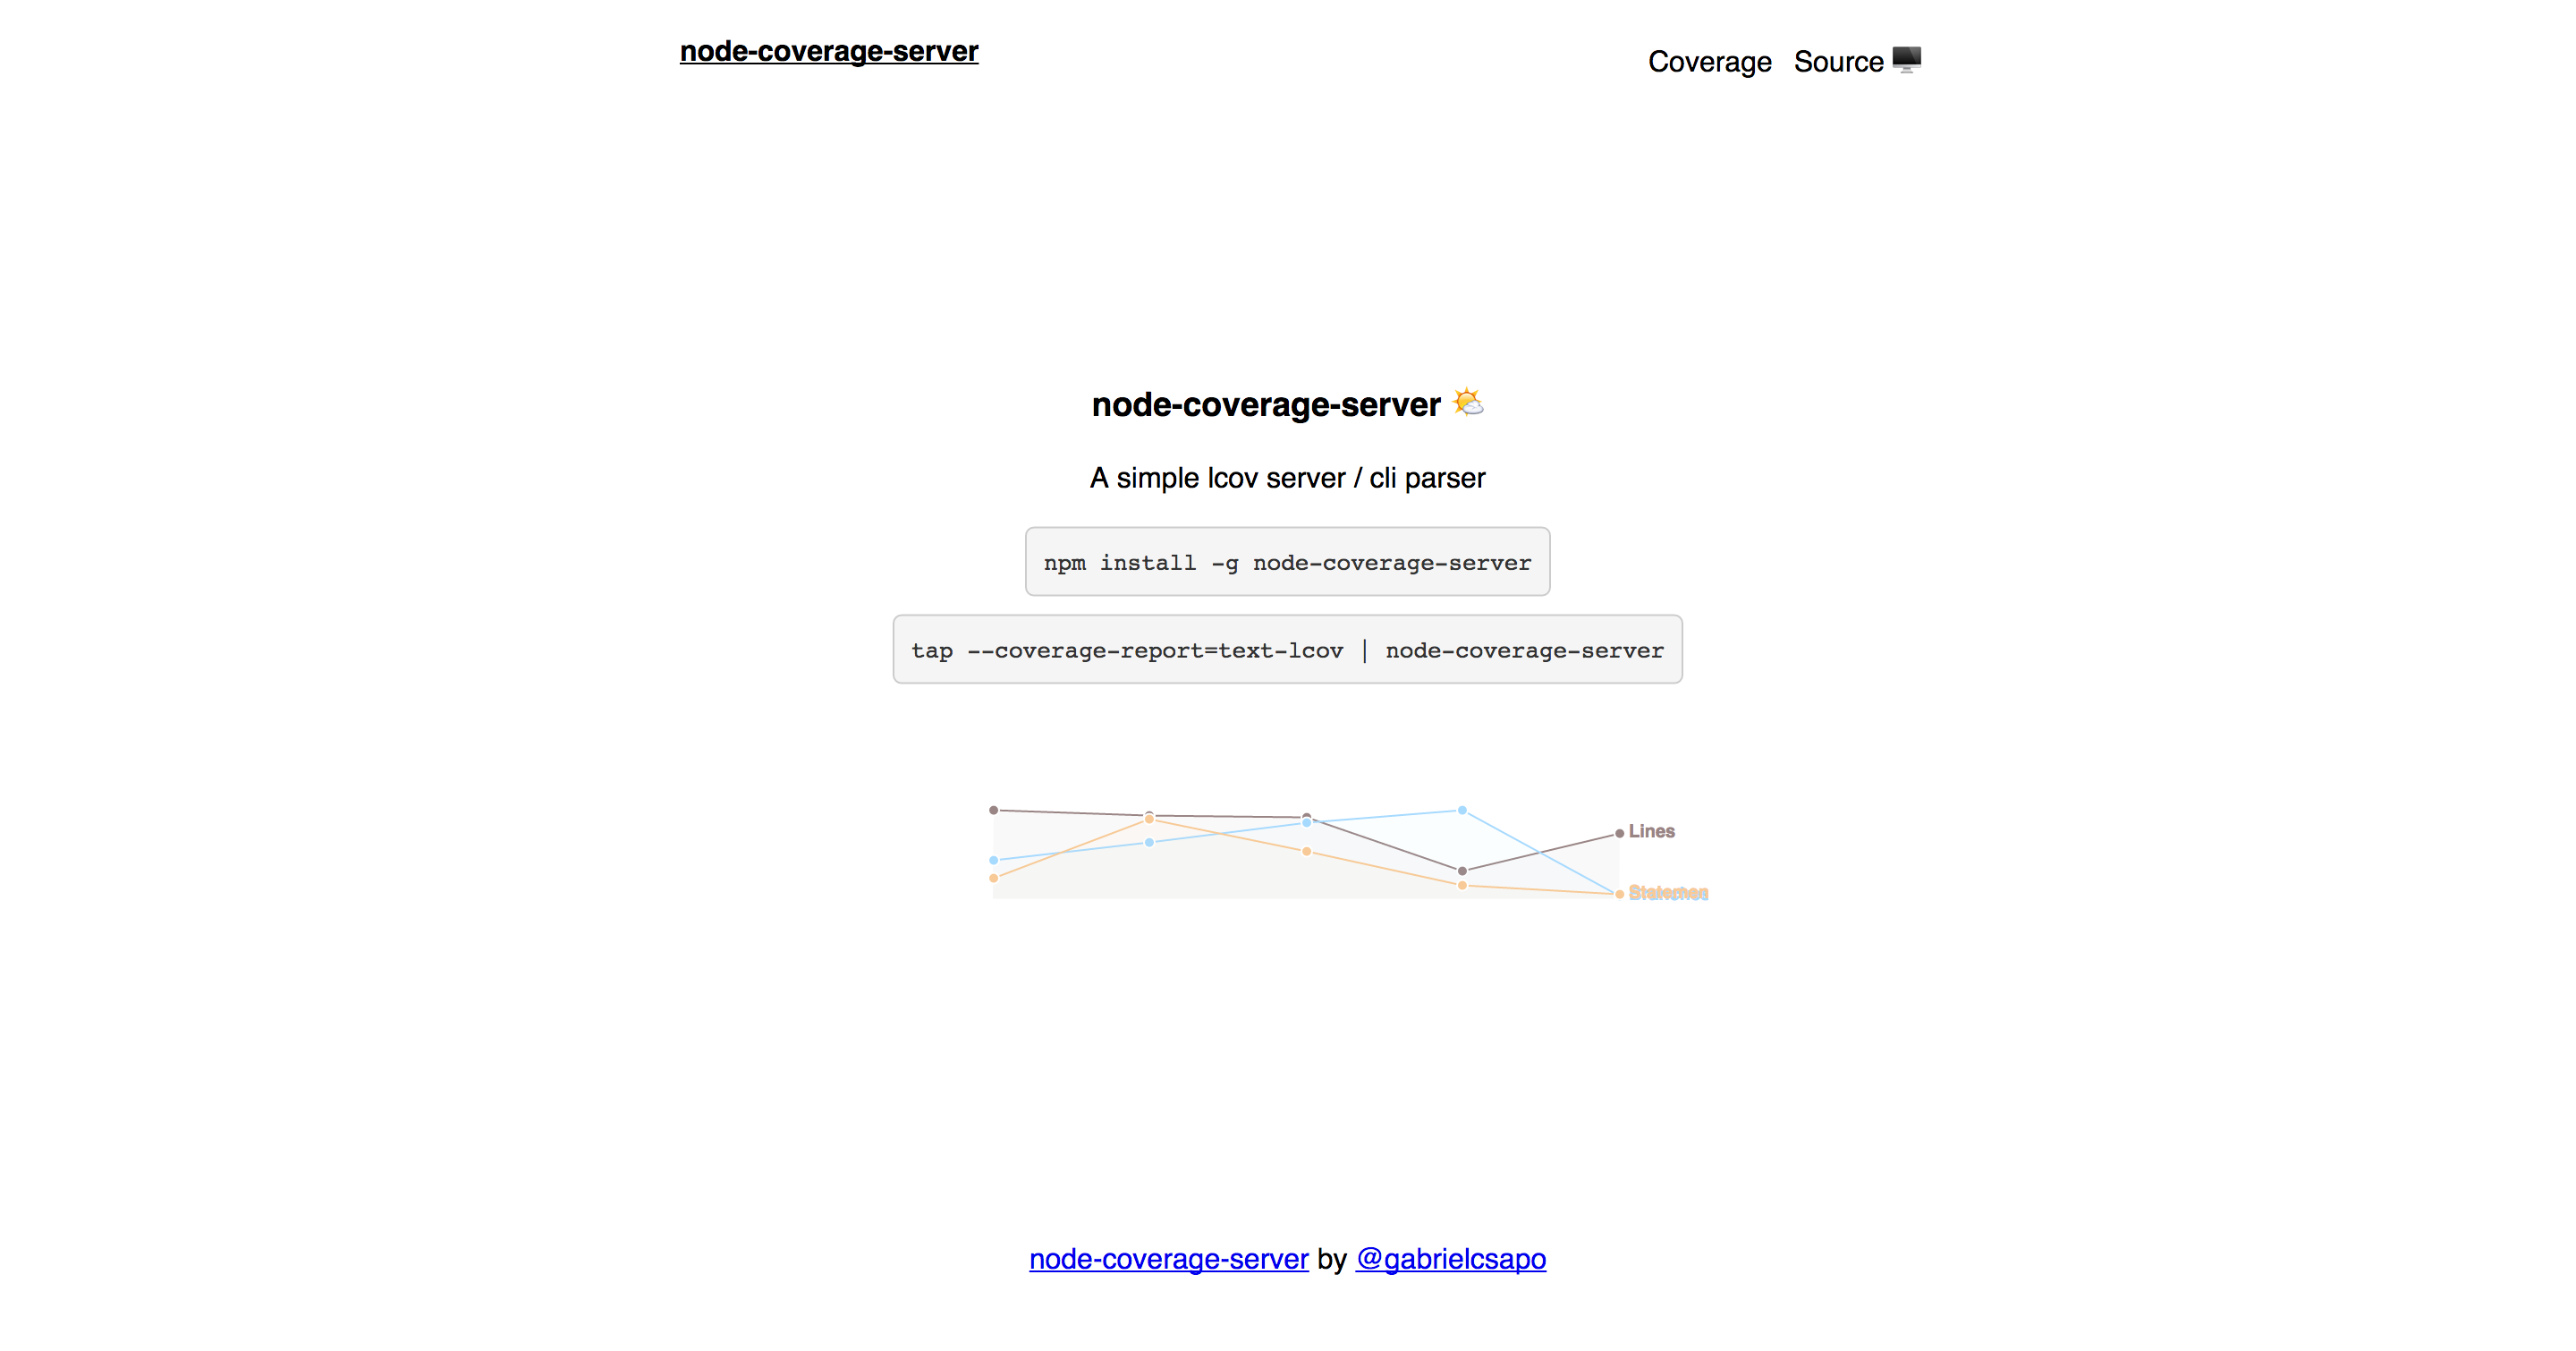 node-coverage-server
Coverage Source
node-coverage-server
A simple lcov server / cli parser
npm install -g node-coverage-server
tap --coverage-report=text-lcov | node-coverage-server
Lines
node-coverage-server by @gabrielcsapo